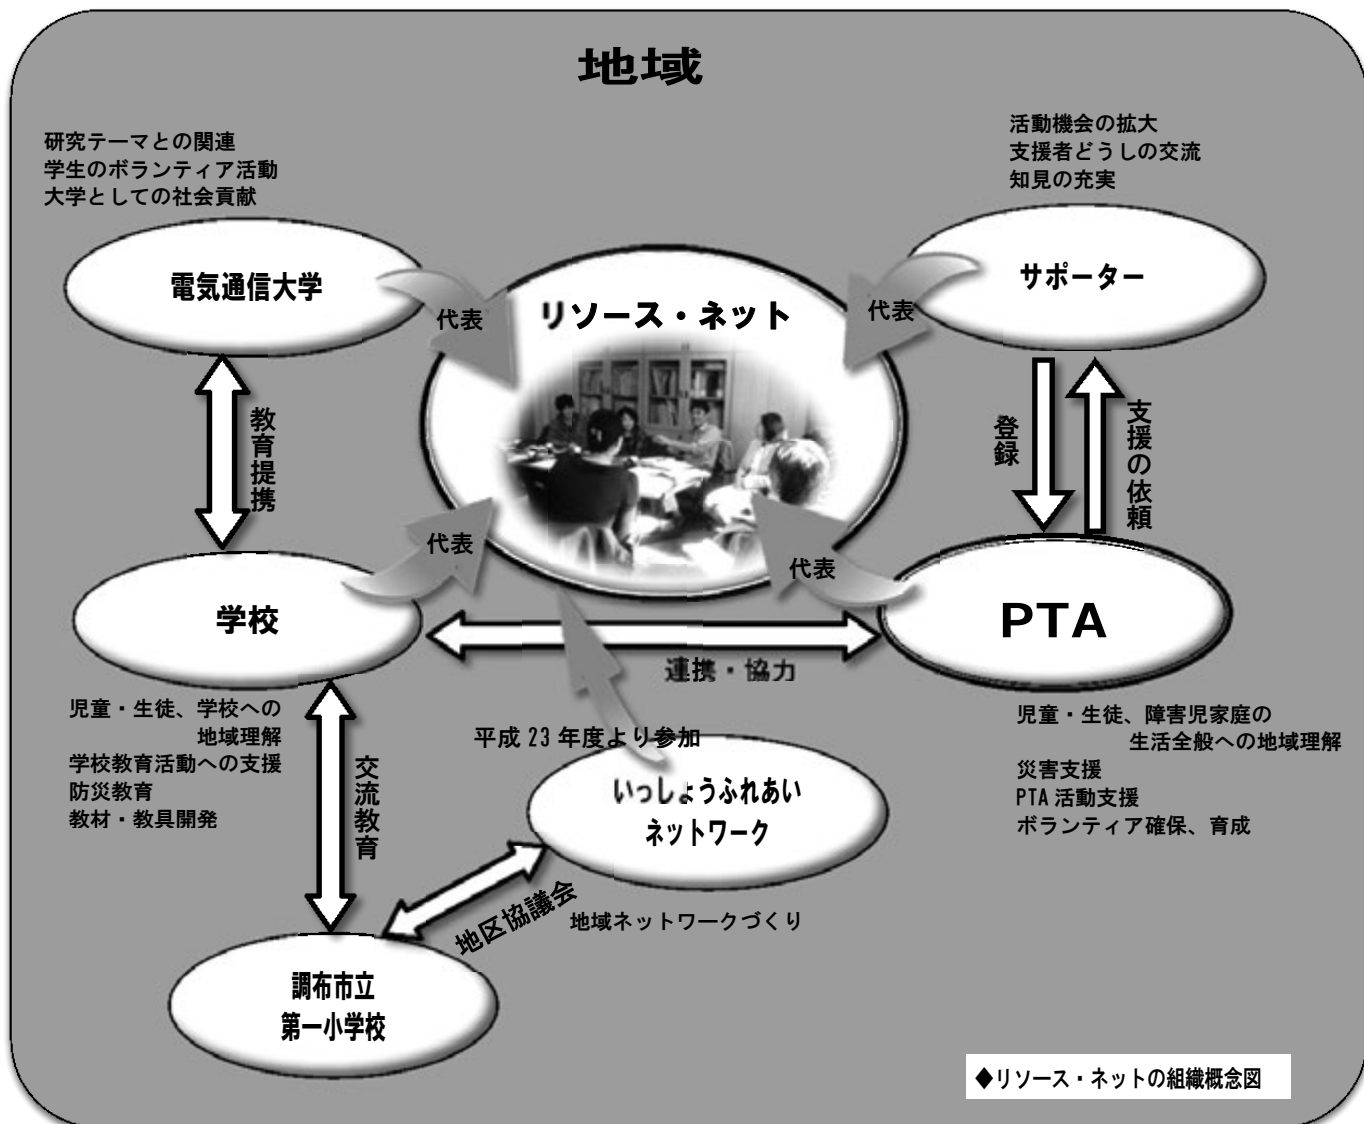 地域
研究テーマとの関連
学生のボランティア活動
大学としての社会貢献
活動機会の拡大
支援者どうしの交流
知見の充実
電気通信大学
代表
リソース・ネット
代表
サポーター
教育提携
登録
支援の依頼
代表
代表
学校
PTA
連携・協力
児童・生徒、学校への
地域理解
学校教育活動への支援
防災教育
教材・教具開発
交流教育
平成23年度より参加
いっしょうふれあい
ネットワーク
児童・生徒、障害児家庭の
生活全般への地域理解
災害支援
PTA活動支援
ボランティア確保、育成
地区協議会
地域ネットワークづくり
調布市立
第一小学校
◆リソース・ネットの組織概念図